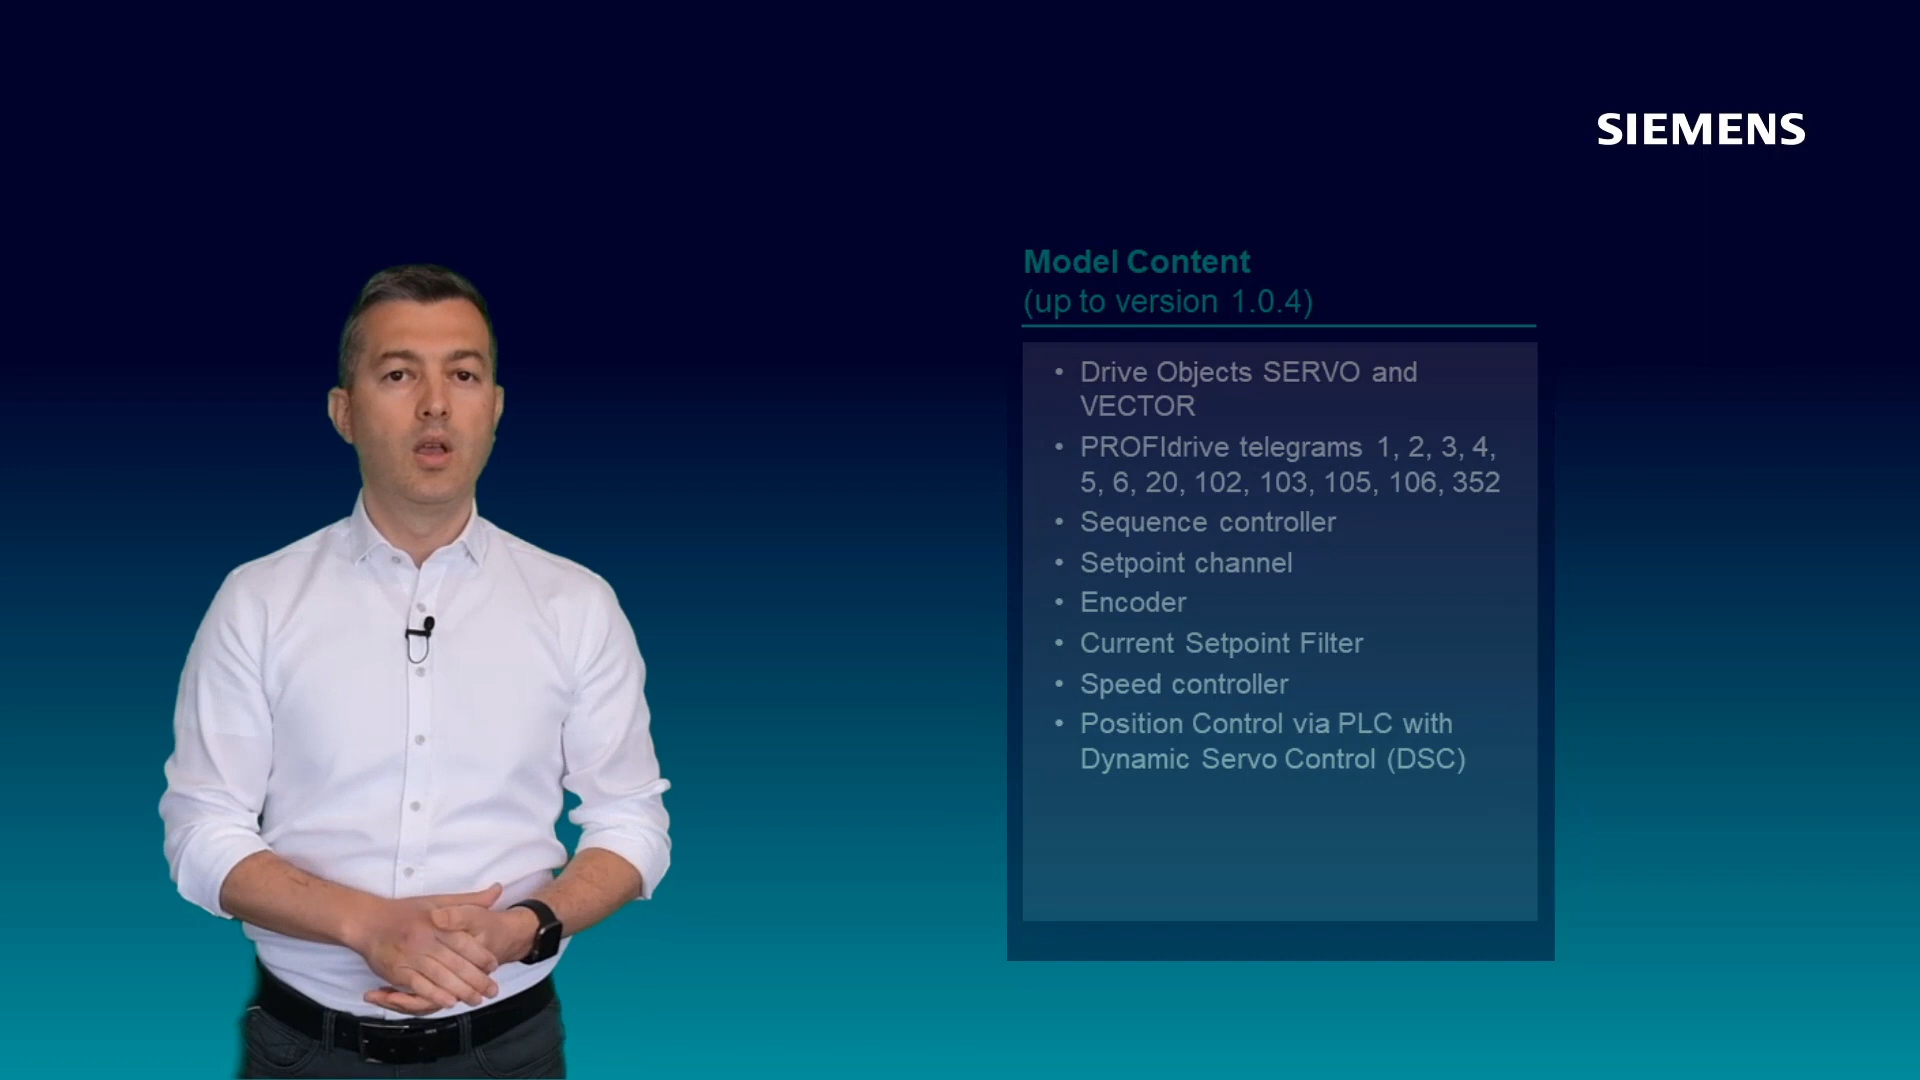 SIEMENS
Model Content
(up to version 1.0.4)
• Drive Objects SERVO and
VECTOR
• PROFIdrive telegrams 1, 2, 3, 4,
5, 6, 20, 102, 103, 105, 106, 352
• Sequence controller
• Setpoint channel
• Encoder
• Current Setpoint Filter
• Speed controller
• Position Control via PLC with
Dynamic Servo Control (DSC)